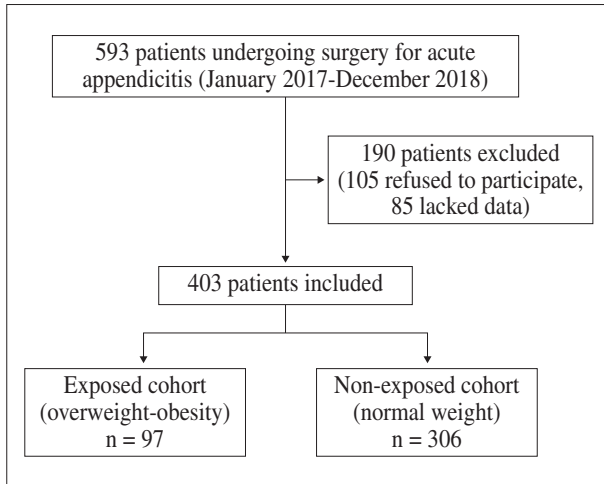 593 patients undergoing surgery for acute
appendicitis (January 2017-December 2018)
190 patients excluded
(105 refused to participate,
85 lacked data)
403 patients included
Exposed cohort
(overweight-obesity)
n = 97
Non-exposed cohort
(normal weight)
n = 306